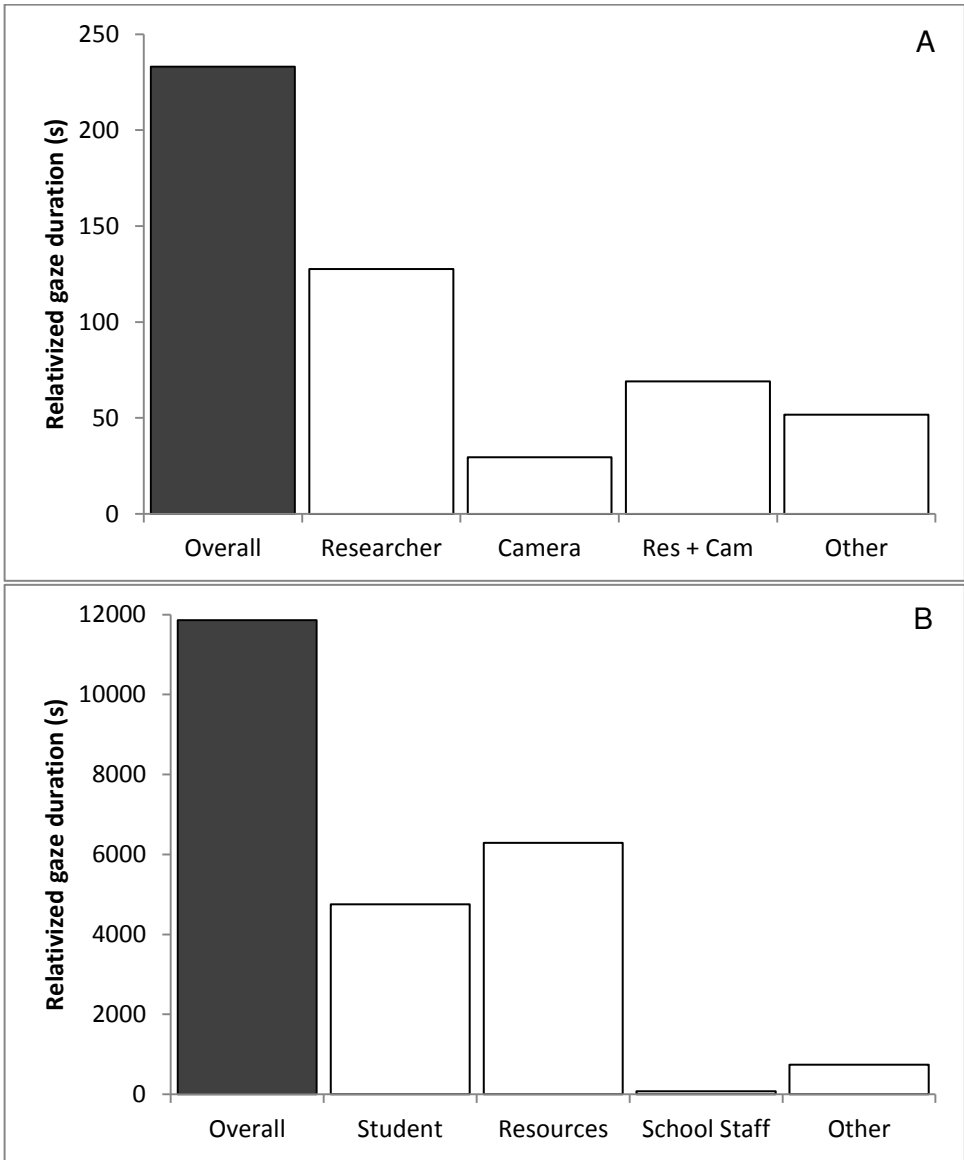 A
Relativized gaze duration (s)
250
200
150
100
50
0
Overall Researcher Camera Res + Cam Other
B
Relativized gaze duration (s)
12000
10000
8000
6000
4000
2000
0
Overall Student Resources School Staff Other